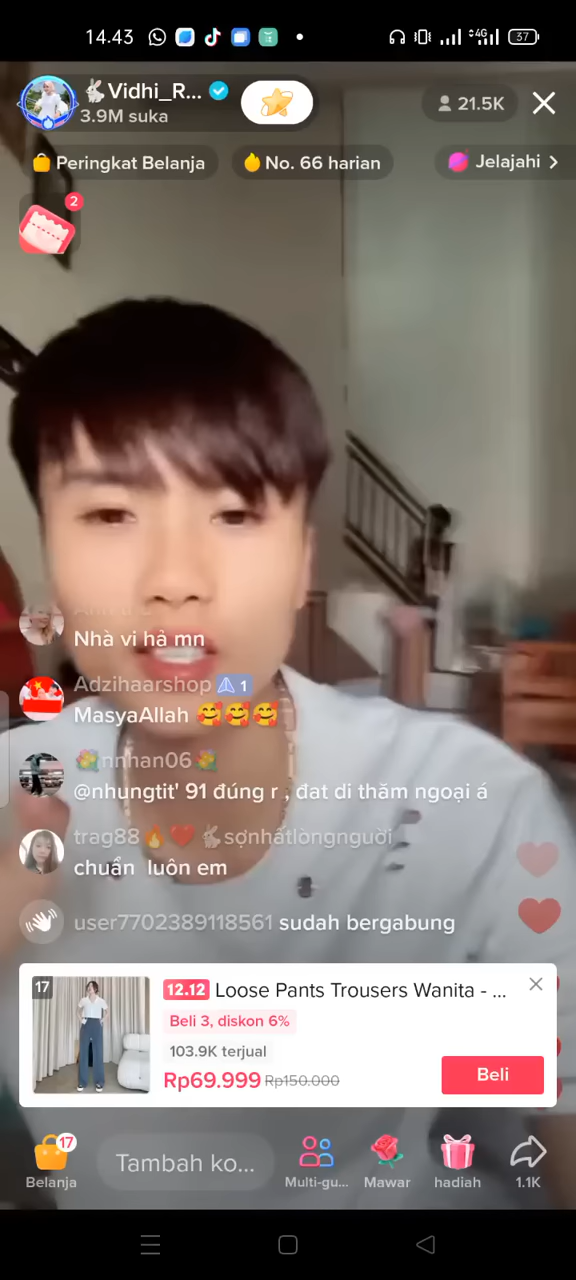 14.43
37
Vidhi_R...
3.9M suka
21.5K
Peringkat Belanja
No. 66 harian
Jelajahi
2
Nhà vi hả mn
Adzihaarshop 1
MasyaAllah 🥰🥰🥰
nnhan06
@nhungtit' 91 đúng r , đat di thăm ngoại á
trag88🔥❤️🐇sợnhấtlòngnguời
chuẩn luôn em
user7702389118561 sudah bergabung
17
12.12 Loose Pants Trousers Wanita - ...
Beli 3, diskon 6%
103.9K terjual
Rp69.999 Rp150.000
Beli
17
Belanja
Tambah ko...
Multi-gu...
Mawar
hadiah
1.1K